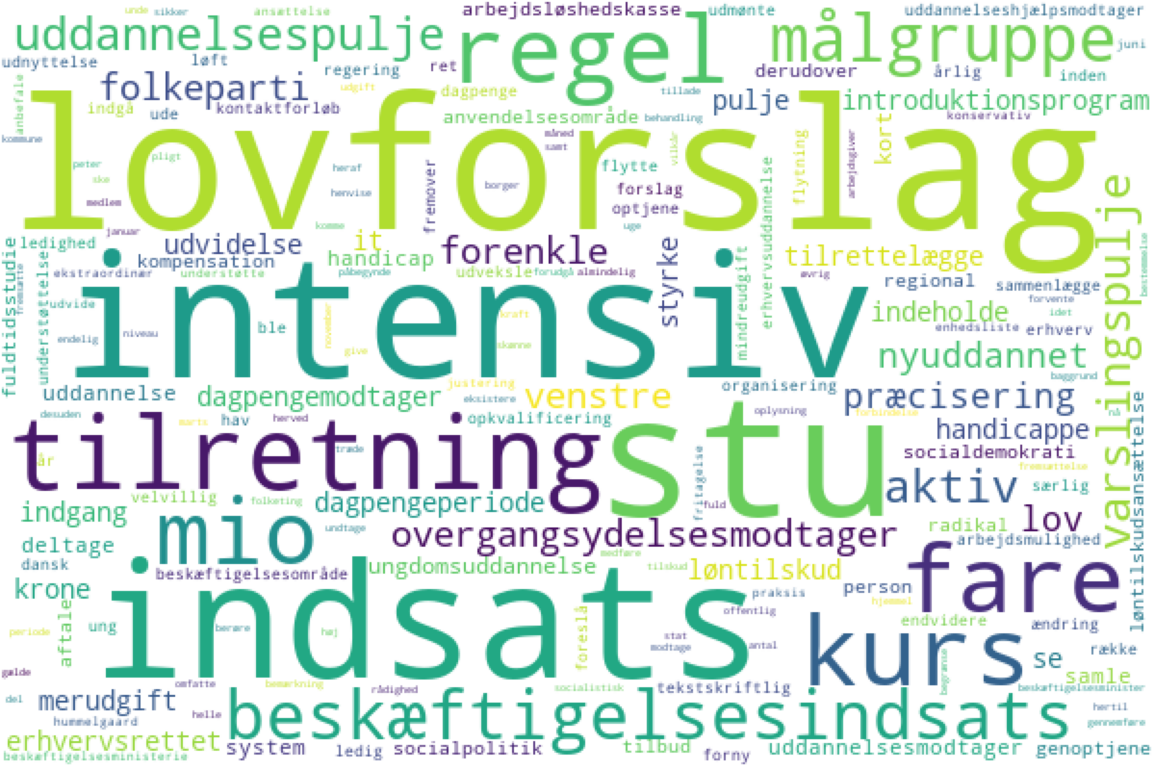 unde sikker ansættelse arbejdsløshedskasse udmønte uddannelseshjælpsmodtager
uddannelsespulje regel målgruppe juni
udnyttelse løft regering ret derudover årlig inden
folkeparti udgift dagpenge tillade pulje introduktionsprogram
anbefale indgå ude kontaktforløb anvendelsesområde behandling konservativ
lovforslag
kommune pligt måned samt vilkår flytning arbejdsgiver kort
peter ske heraf fremover borger flytte
medlem henvise forslag optjene
januar komme uge erhvervsuddannelse
ledighed udvidelse it forenkle styrke tilrettelægge varslingspulje
fuldtidsstudie fremsætte understøttelse kompensation handicap påbegynde udveksle forudgå almindelig øvrig bestemmelse
ekstraordinær understøtte mindreudgift regional sammenlægge
intensiv
udvide november kraft indeholde forvente
endelig niveau ble give skønne enhedsliste idet erhverv
nyuddannet
uddannelse dagpengemodtager justering eksistere venstre organisering præcisering baggrund
desuden marts herved hav opkvalificering oplysning forbindelse nå
tilretning stu handicappe
år træde socialdemokrati
fritagelse fremsættelse
velvillig folketing dagpengeperiode fuld aktiv særlig
indgang mio undtage overgangsydelsesmodtager radikal lov
deltage medføre arbejdsmulighed løntilskudsansættelse
dansk beskæftigelsesområde ungdomsuddannelse tilskud løntilskud person fare
krone indsats praksis hjemmel
aftale foreslå offentlig endvidere
periode ung berøre høj stat antal kurs ændring
modtage se række
gælde begrænse samle
del merudgift omfatte bemærkning rådighed socialistisk tekstskriftlig beskæftigelsesminister
hummelgaard helle beskæftigelsesindsats hertil
erhvervsrettet gennemføre
beskæftigelsesministerie system ledig socialpolitik tilbud forny uddannelsesmodtager genoptjene